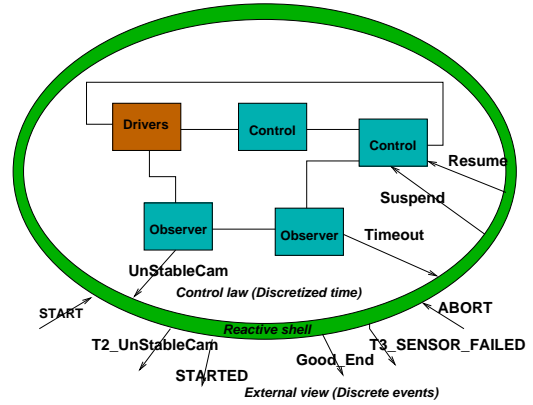 Drivers
Control
Control
Resume
Suspend
Observer
Observer
Timeout
UnStableCam
Control law (Discretized time)
START
ABORT
Reactive shell
T2_UnStableCam
T3_SENSOR_FAILED
Good_End
STARTED
External view (Discrete events)